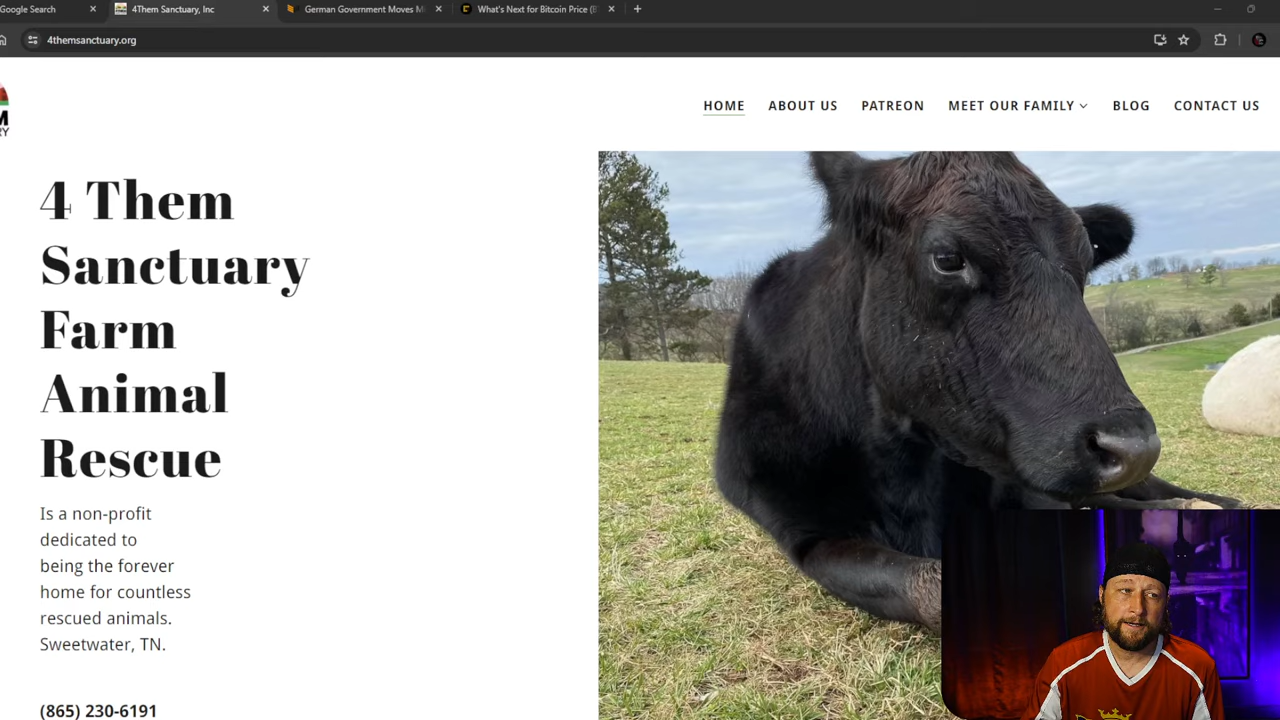 Google Search
4Them Sanctuary, Inc
German Government Moves M
What's Next for Bitcoin Price (B
4themsanctuary.org
HOME
ABOUT US
PATREON
MEET OUR FAMILY
BLOG
CONTACT US
M
RY
4 Them
Sanctuary
Farm
Animal
Rescue
Is a non-profit
dedicated to
being the forever
home for countless
rescued animals.
Sweetwater, TN.
(865) 230-6191